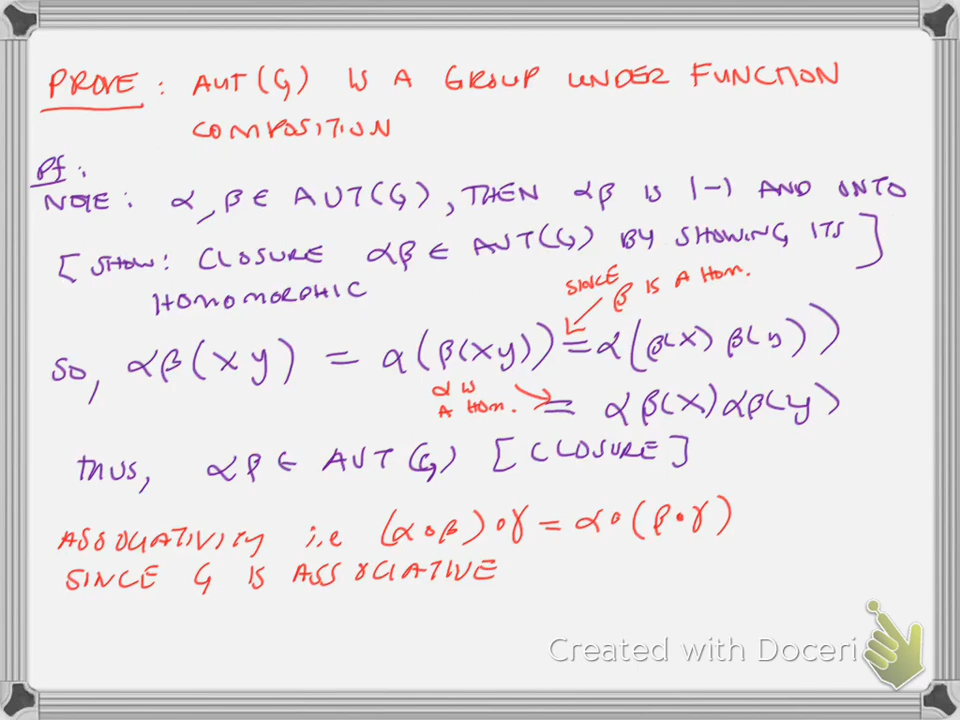 PROVE : AUT(G) IS A GROUP UNDER FUNCTION
COMPOSITION
Pf:
NOTE: α, β ∈ AUT(G), THEN αβ IS 1-1 AND ONTO
[SHOW: CLOSURE αβ ∈ AUT(G) BY SHOWING ITS]
HOMOMORPHIC
SINCE
β IS A HOM.
SO, αβ(xy) = α(β(xy)) = α(β(x) β(y))
α IS
A HOM.
= αβ(x)αβ(y)
THUS, αβ ∈ AUT(G) [CLOSURE]
ASSOCIATIVITY i.e (α∘β)∘γ = α∘(β∘γ)
SINCE G IS ASSOCIATIVE
Created with Doceri